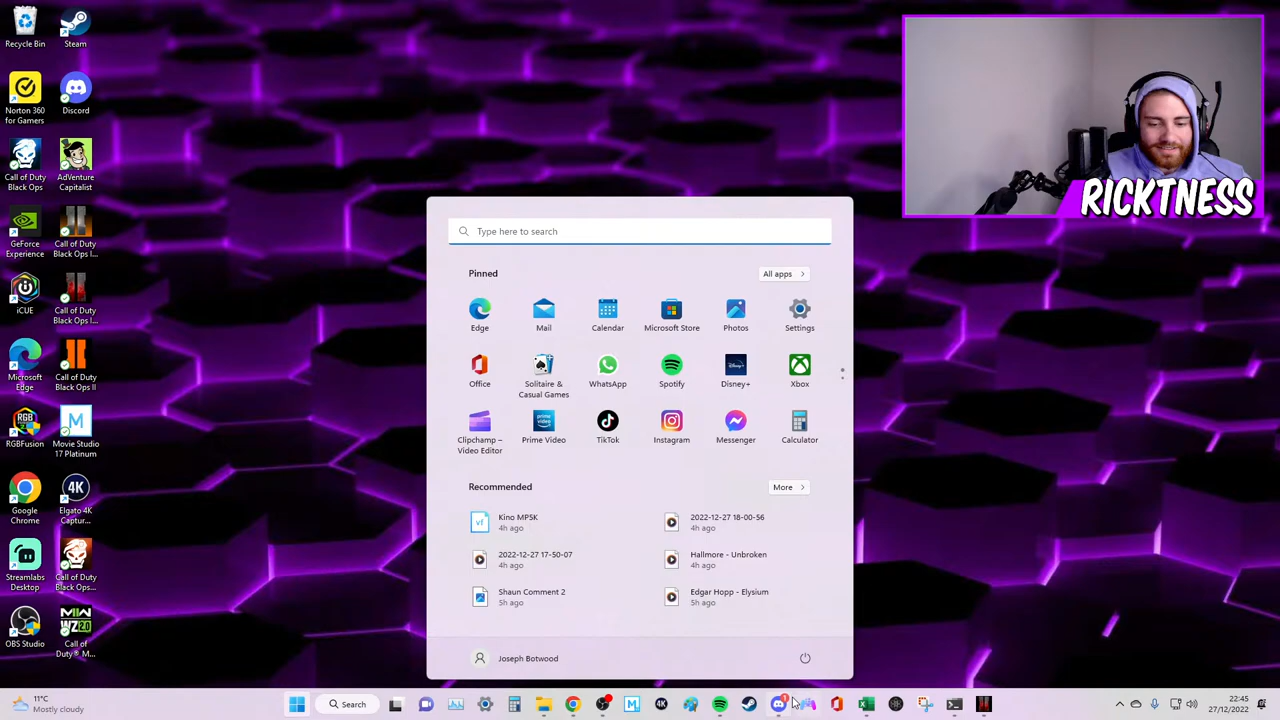 Recycle Bin
Steam
Norton 360
for Gamers
Discord
Call of Duty
Black Ops
AdVenture
Capitalist
GeForce
Experience
Call of Duty
Black Ops I...
iCUE
Call of Duty
Black Ops I...
Microsoft
Edge
Call of Duty
Black Ops II
RGBFusion
Movie Studio
17 Platinum
Google
Chrome
Elgato 4K
Captur...
Streamlabs
Desktop
Call of Duty
Black Ops...
OBS Studio
Call of
Duty® M...
RICKTNESS
Type here to search
Pinned
All apps
Edge
Mail
Calendar
Microsoft Store
Photos
Settings
Office
Solitaire &
Casual Games
WhatsApp
Spotify
Disney+
Xbox
Clipchamp –
Video Editor
Prime Video
TikTok
Instagram
Messenger
Calculator
Recommended
More
Kino MP5K
4h ago
2022-12-27 18-00-56
4h ago
2022-12-27 17-50-07
4h ago
Hallmore - Unbroken
4h ago
Shaun Comment 2
5h ago
Edgar Hopp - Elysium
5h ago
Joseph Botwood
11°C
Mostly cloudy
Search
22:45
27/12/2022